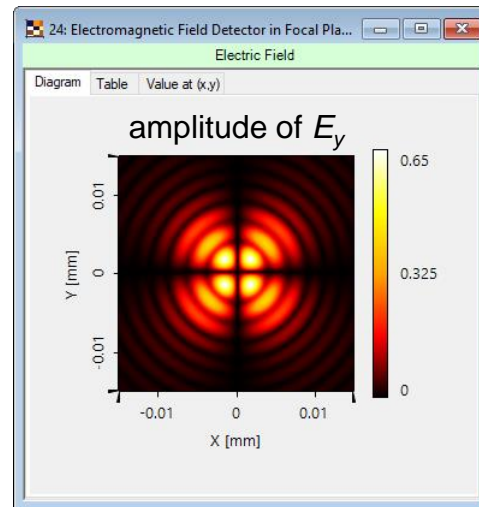 24: Electromagnetic Field Detector in Focal Pla...
Electric Field
Diagram Table Value at (x,y)
amplitude of Ey
0.65
0.325
0
Y [mm]
0.01
0
-0.01
-0.01 0 0.01
X [mm]